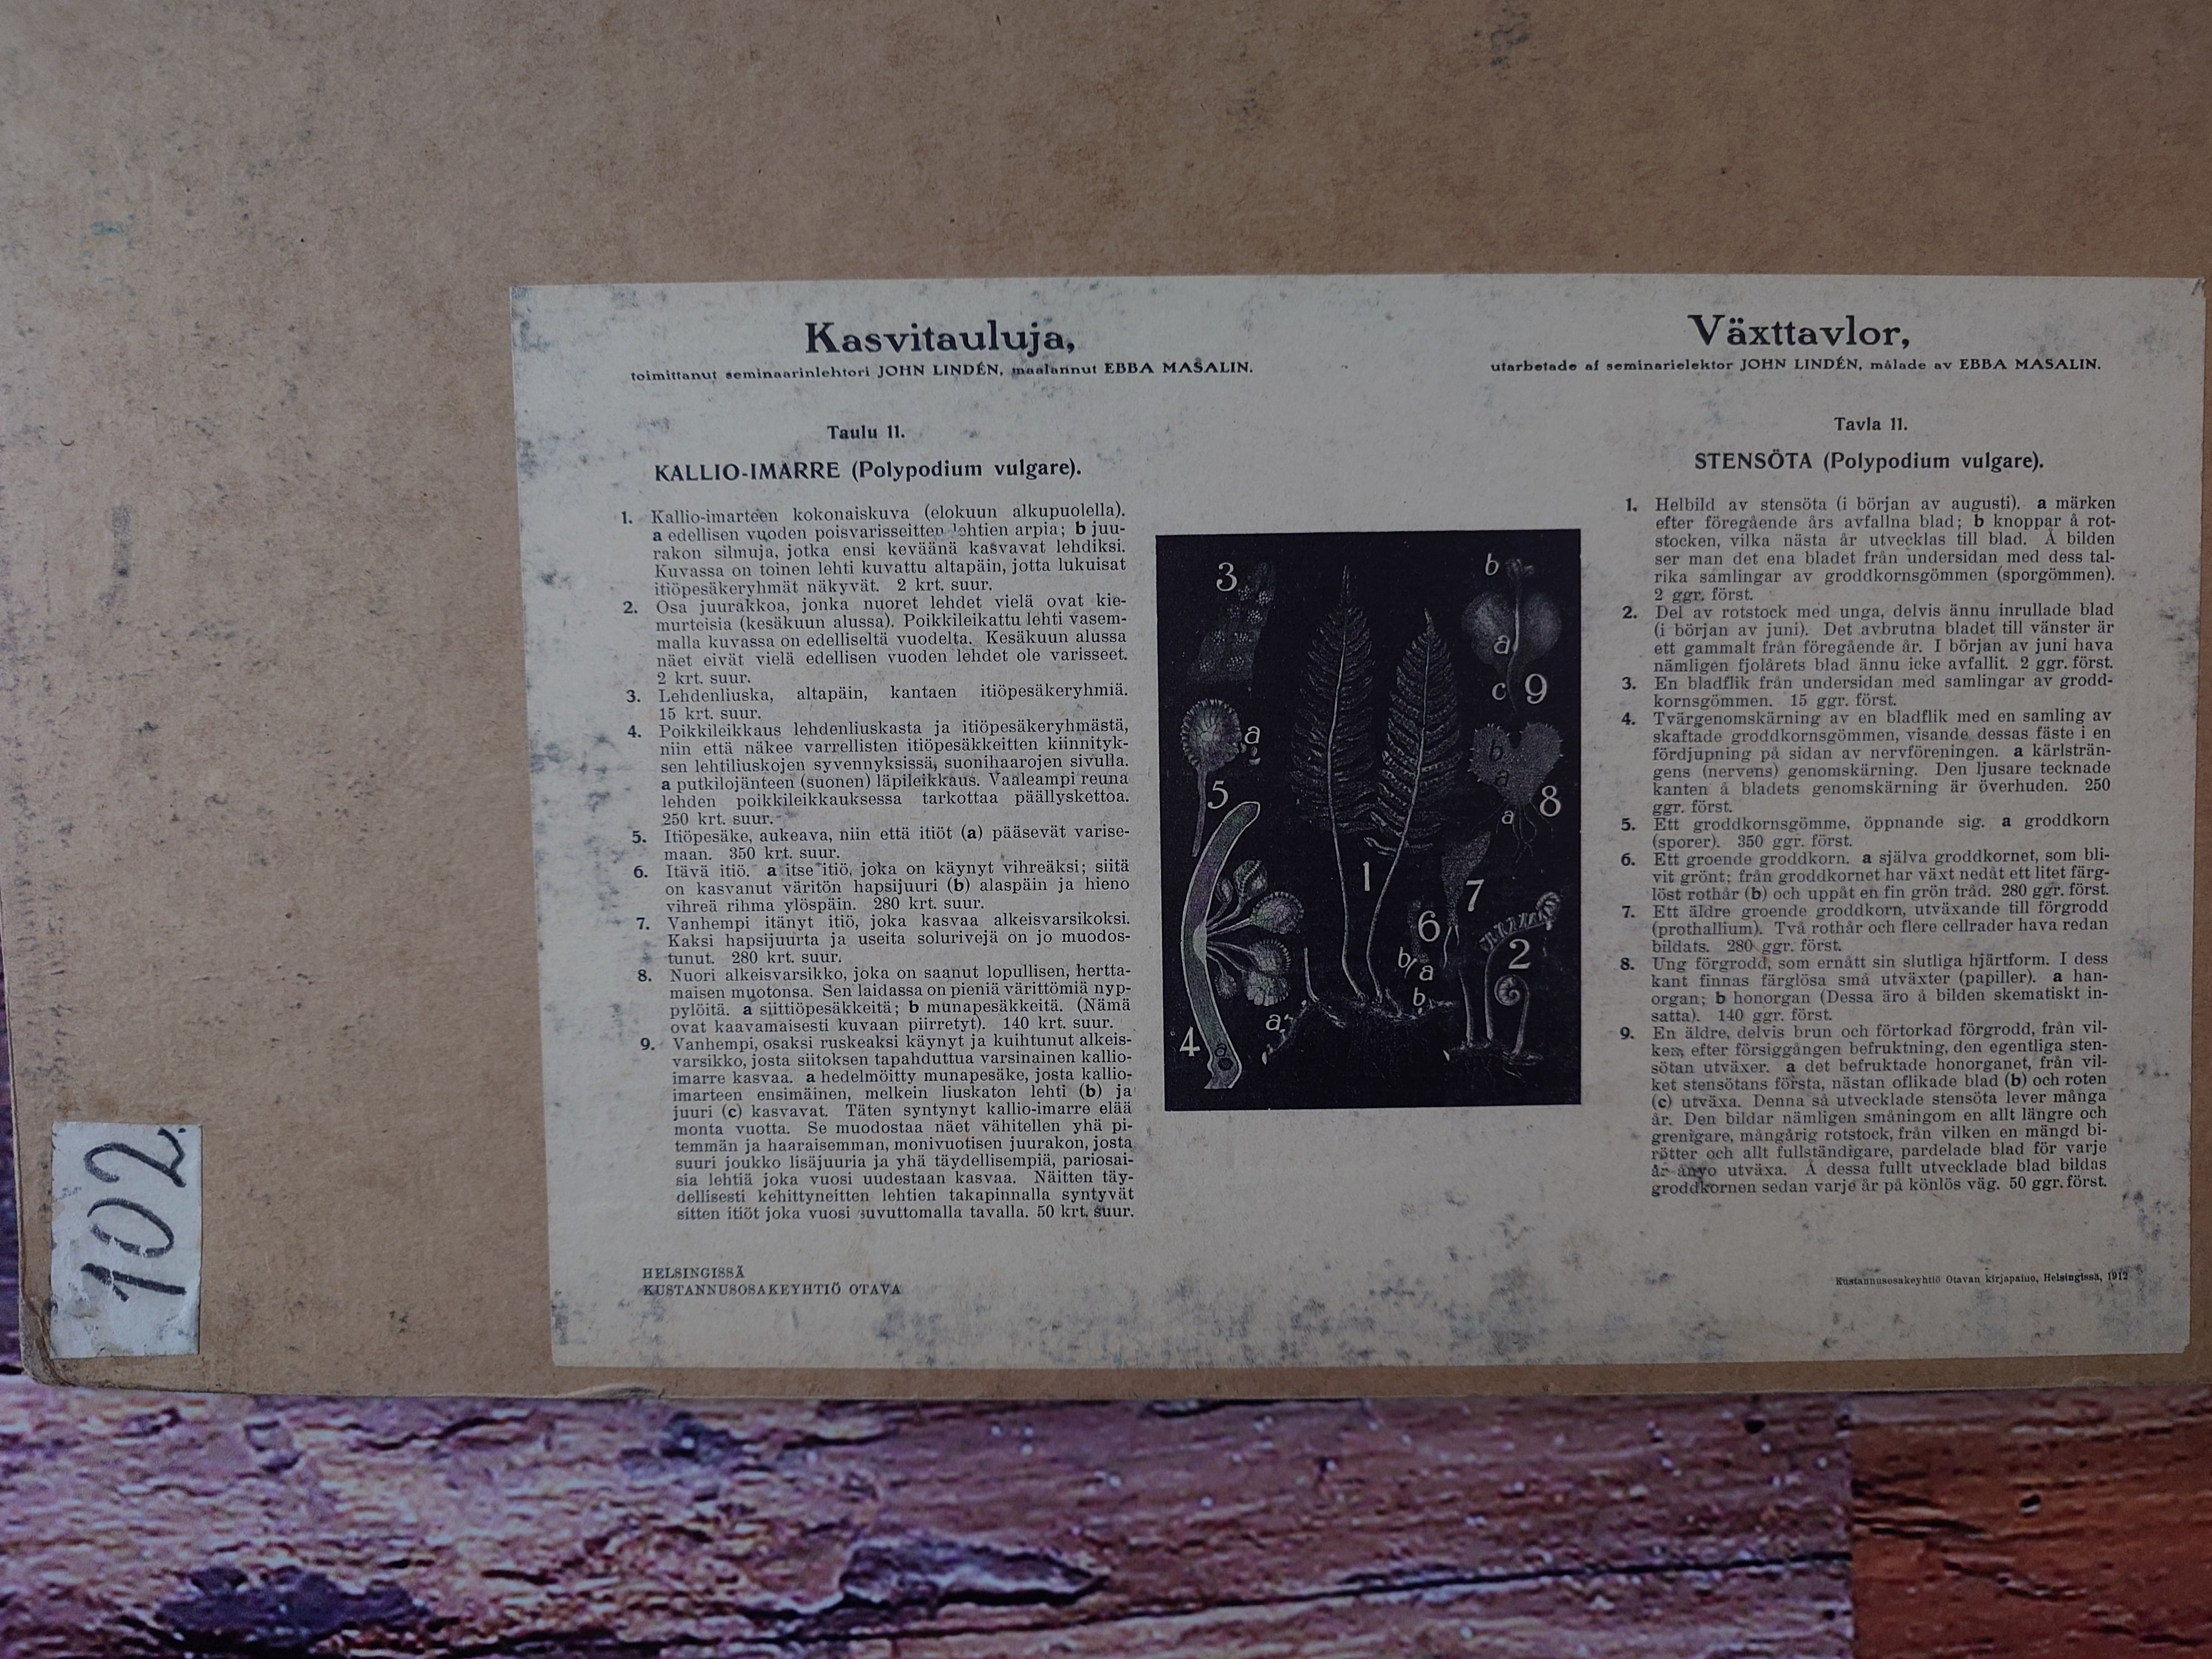 Kasvitauluja,
toimittanut seminaarinlehtori JOHN LINDÉN, maalannut EBBA MASALIN.
Taulu 11.
KALLIO-IMARRE (Polypodium vulgare).
1. Kallio-imarteen kokonaiskuva (elokuun alkupuolella).
a edellisen vuoden poisvarisseitten lehtien arpia; b juu-
rakon silmuja, jotka ensi keväänä kasvavat lehdiksi.
Kuvassa on toinen lehti kuvattu altapäin, jotta lukuisat
itiöpesäkeryhmät näkyvät. 2 krt. suur.
2. Osa juurakkoa, jonka nuoret lehdet vielä ovat kie-
murteisia (kesäkuun alussa). Poikkileikattu lehti vasem-
malla kuvassa on edelliseltä vuodelta. Kesäkuun alussa
näet eivät vielä edellisen vuoden lehdet ole varisseet.
2 krt. suur.
3. Lehdenliuska, altapäin, kantaen itiöpesäkeryhmiä.
15 krt. suur.
4. Poikkileikkaus lehdenliuskasta ja itiöpesäkeryhmästä,
niin että näkee varrellisten itiöpesäkkeitten kiinnityk-
sen lehtiliuskojen syvennyksissä, suonihaarojen sivulla.
a putkilojänteen (suonen) läpileikkaus. Vaaleampi reuna
lehden poikkileikkauksessa tarkottaa päällyskettoa.
250 krt. suur.
5. Itiöpesäke, aukeava, niin että itiöt (a) pääsevät varise-
maan. 350 krt. suur.
6. Itävä itiö. a itse itiö, joka on käynyt vihreäksi; siitä
on kasvanut väritön hapsijuuri (b) alaspäin ja hieno
vihreä rihma ylöspäin. 280 krt. suur.
7. Vanhempi itänyt itiö, joka kasvaa alkeisvarsikoksi.
Kaksi hapsijuurta ja useita solurivejä on jo muodos-
tunut. 280 krt. suur.
8. Nuori alkeisvarsikko, joka on saanut lopullisen, hertta-
maisen muotonsa. Sen laidassa on pieniä värittömiä nyp-
pylöitä. a siittiöpesäkkeitä; b munapesäkkeitä. (Nämä
ovat kaavamaisesti kuvaan piirretyt). 140 krt. suur.
9. Vanhempi, osaksi ruskeaksi käynyt ja kuihtunut alkeis-
varsikko, josta siitoksen tapahduttua varsinainen kallio-
imarre kasvaa. a hedelmöitty munapesäke, josta kallio-
imarteen ensimäinen, melkein liuskaton lehti (b) ja
juuri (c) kasvavat. Täten syntynyt kallio-imarre elää
monta vuotta. Se muodostaa näet vähitellen yhä pi-
temmän ja haaraisemman, monivuotisen juurakon, josta
suuri joukko lisäjuuria ja yhä täydellisempiä, pariosai-
sia lehtiä joka vuosi uudestaan kasvaa. Näitten täy-
dellisesti kehittyneitten lehtien takapinnalla syntyvät
sitten itiöt joka vuosi suvuttomalla tavalla. 50 krt. suur.
HELSINGISSÄ
KUSTANNUSOSAKEYHTIÖ OTAVA
3
b
a
c 9
a
b
a
5
8
a
1
7
6
2
b a
b
a
4
a
Växttavlor,
utarbetade af seminarielektor JOHN LINDÉN, målade av EBBA MASALIN.
Tavla 11.
STENSÖTA (Polypodium vulgare).
1. Helbild av stensöta (i början av augusti). a märken
efter föregående års avfallna blad; b knoppar å rot-
stocken, vilka nästa år utvecklas till blad. Å bilden
ser man det ena bladet från undersidan med dess tal-
rika samlingar av groddkornsgömmen (sporgömmen).
2 ggr. först.
2. Del av rotstock med unga, delvis ännu inrullade blad
(i början av juni). Det avbrutna bladet till vänster är
ett gammalt från föregående år. I början av juni hava
nämligen fjolårets blad ännu icke avfallit. 2 ggr. först.
3. En bladflik från undersidan med samlingar av grodd-
kornsgömmen. 15 ggr. först.
4. Tvärgenomskärning av en bladflik med en samling av
skaftade groddkornsgömmen, visande dessas fäste i en
fördjupning på sidan av nervföreningen. a kärlsträn-
gens (nervens) genomskärning. Den ljusare tecknade
kanten å bladets genomskärning är överhuden. 250
ggr. först.
5. Ett groddkornsgömme, öppnande sig. a groddkorn
(sporer). 350 ggr. först.
6. Ett groende groddkorn. a själva groddkornet, som bli-
vit grönt; från groddkornet har växt nedåt ett litet färg-
löst rothår (b) och uppåt en fin grön tråd. 280 ggr. först.
7. Ett äldre groende groddkorn, utväxande till förgrodd
(prothallium). Två rothår och flere cellrader hava redan
bildats. 280 ggr. först.
8. Ung förgrodd, som ernått sin slutliga hjärtform. I dess
kant finnas färglösa små utväxter (papiller). a han-
organ; b honorgan (Dessa äro å bilden skematiskt in-
satta). 140 ggr. först.
9. En äldre, delvis brun och förtorkad förgrodd, från vil-
ken, efter försiggången befruktning, den egentliga sten-
sötan utväxer. a det befruktade honorganet, från vil-
ket stensötans första, nästan oflikade blad (b) och roten
(c) utväxa. Denna så utvecklade stensöta lever många
år. Den bildar nämligen småningom en allt längre och
grenigare, mångårig rotstock, från vilken en mängd bi-
rötter och allt fullständigare, pardelade blad för varje
år ånyo utväxa. Å dessa fullt utvecklade blad bildas
groddkornen sedan varje år på könlös väg. 50 ggr. först.
Kustannusosakeyhtiö Otavan kirjapaino, Helsingissä, 1912
102